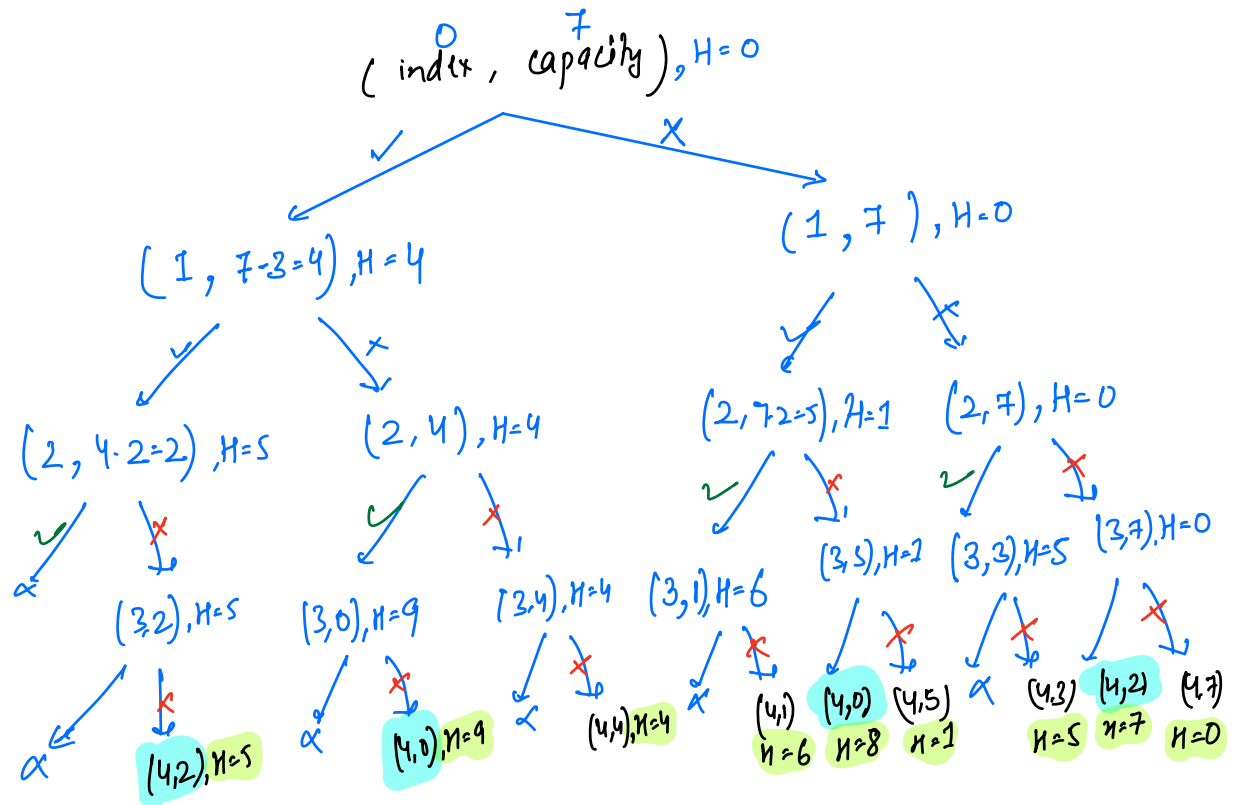 0 7
( index, capacity), H=0
✓ X
(1, 7-3=4), H=4
(1, 7), H=0
✓ x ✓ x
(2, 4-2=2), H=5
(2, 4), H=4
(2, 7-2=5), H=1
(2, 7), H=0
✓ x ✓ x ✓ x ✓ x
α
(3,2), H=5
(3,0), H=9
(3,4), H=4
(3,1), H=6
(3,5), H=1
(3,3), H=5
(3,7), H=0
x x x x x x x
α
(4,2), H=5
α
(4,0), H=9
α
(4,4), H=4
α
(4,1)
H=6
(4,0)
H=8
(4,5)
H=1
α
(4,3)
H=5
(4,2)
H=7
(4,7)
H=0